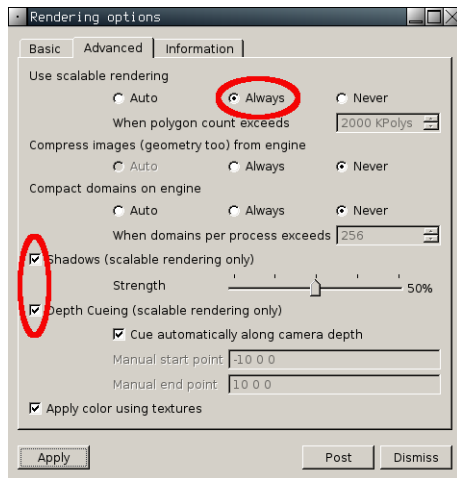 Rendering options
Basic Advanced Information
Use scalable rendering
Auto Always Never
When polygon count exceeds 2000 KPolys
Compress images (geometry too) from engine
Auto Always Never
Compact domains on engine
Auto Always Never
When domains per process exceeds 256
Shadows (scalable rendering only)
Strength 50%
Depth Cueing (scalable rendering only)
Cue automatically along camera depth
Manual start point -10 0 0
Manual end point 10 0 0
Apply color using textures
Apply Post Dismiss